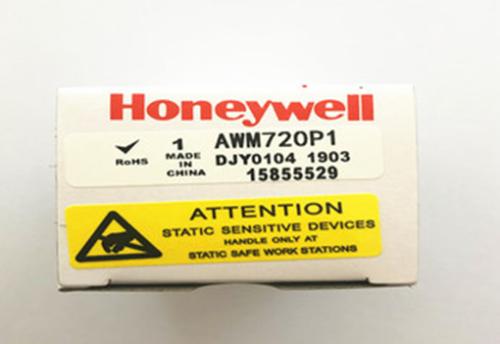 Honeywell
RoHS
1
MADE
IN
CHINA
AWM720P1
DJY0104 1903
15855529
ATTENTION
STATIC SENSITIVE DEVICES
HANDLE ONLY AT
STATIC SAFE WORK STATIONS